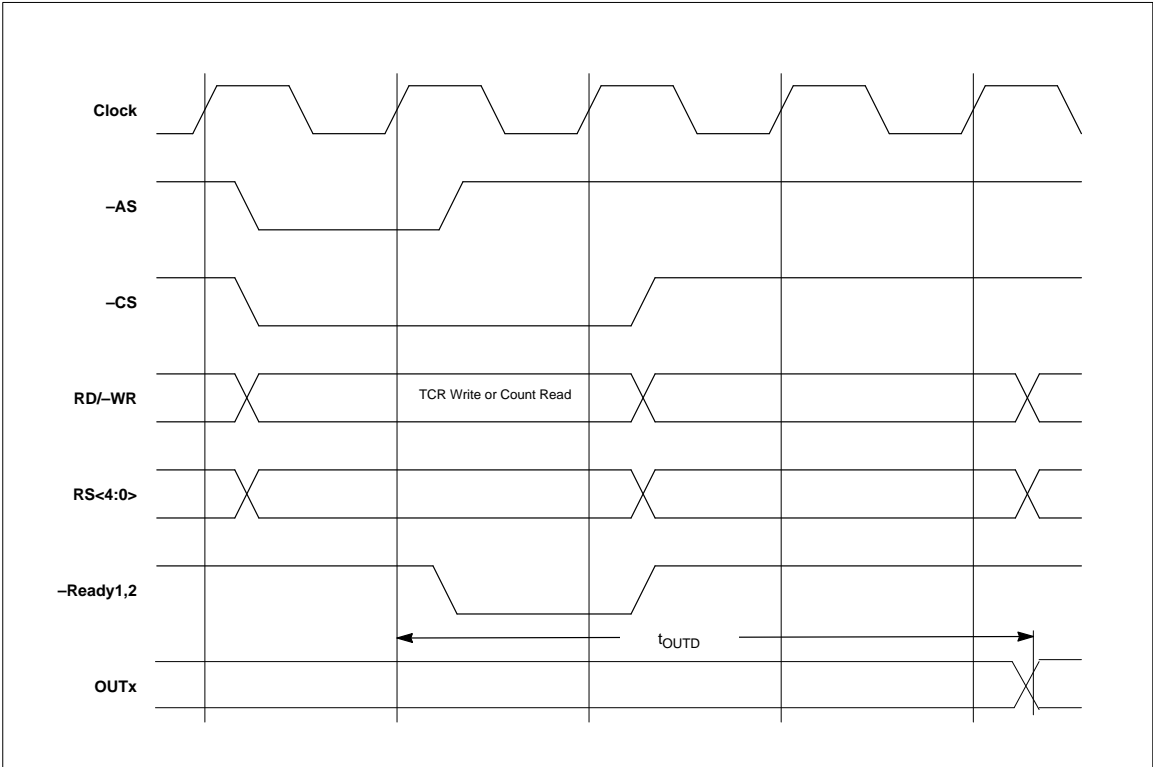 Clock
–AS
–CS
RD/–WR
TCR Write or Count Read
RS<4:0>
–Ready1,2
tOUTD
OUTx